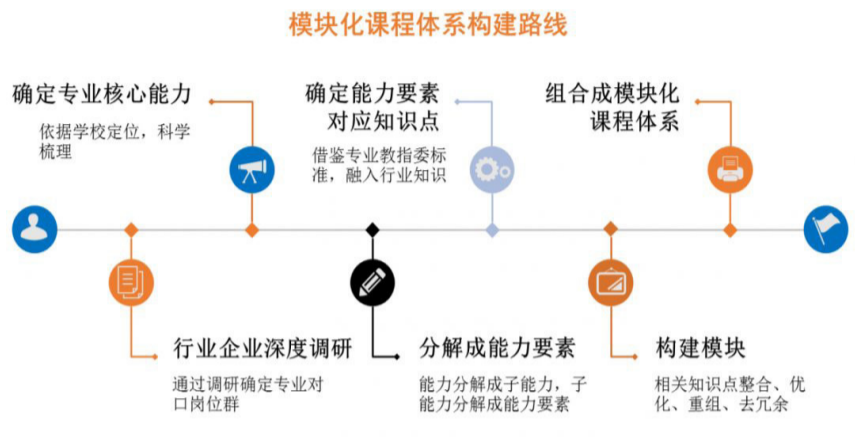 模块化课程体系构建路线
确定专业核心能力
依据学校定位，科学
梳理
确定能力要素
对应知识点
借鉴专业教指委标
准，融入行业知识
组合成模块化
课程体系
行业企业深度调研
通过调研确定专业对
口岗位群
分解成能力要素
能力分解成子能力，子
能力分解成能力要素
构建模块
相关知识点整合、优
化、重组、去冗余